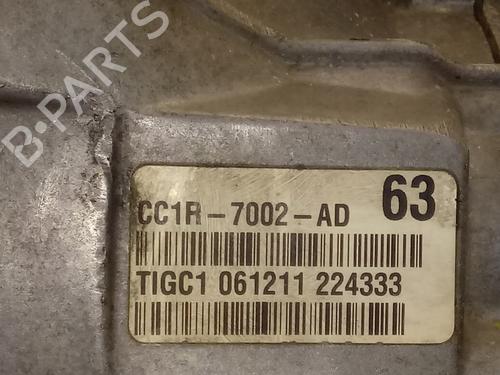 B-PARTS
63
CC1R-7002-AD
TIGC1 061211 224333